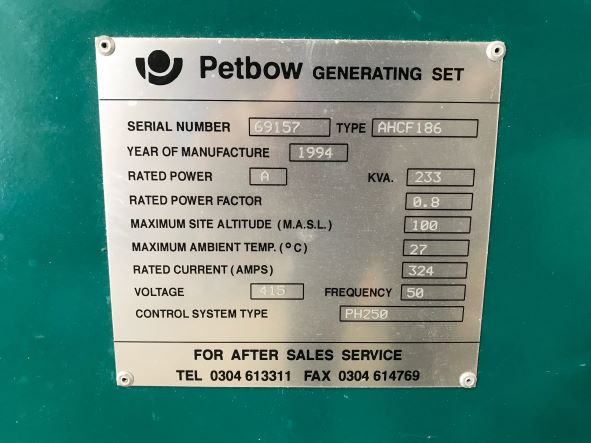 Petbow GENERATING SET
SERIAL NUMBER 69157 TYPE AHCF186
YEAR OF MANUFACTURE 1994
RATED POWER A KVA. 233
RATED POWER FACTOR 0.8
MAXIMUM SITE ALTITUDE (M.A.S.L.) 100
MAXIMUM AMBIENT TEMP. (°C) 27
RATED CURRENT (AMPS) 324
VOLTAGE 415 FREQUENCY 50
CONTROL SYSTEM TYPE PH250
FOR AFTER SALES SERVICE
TEL 0304 613311 FAX 0304 614769